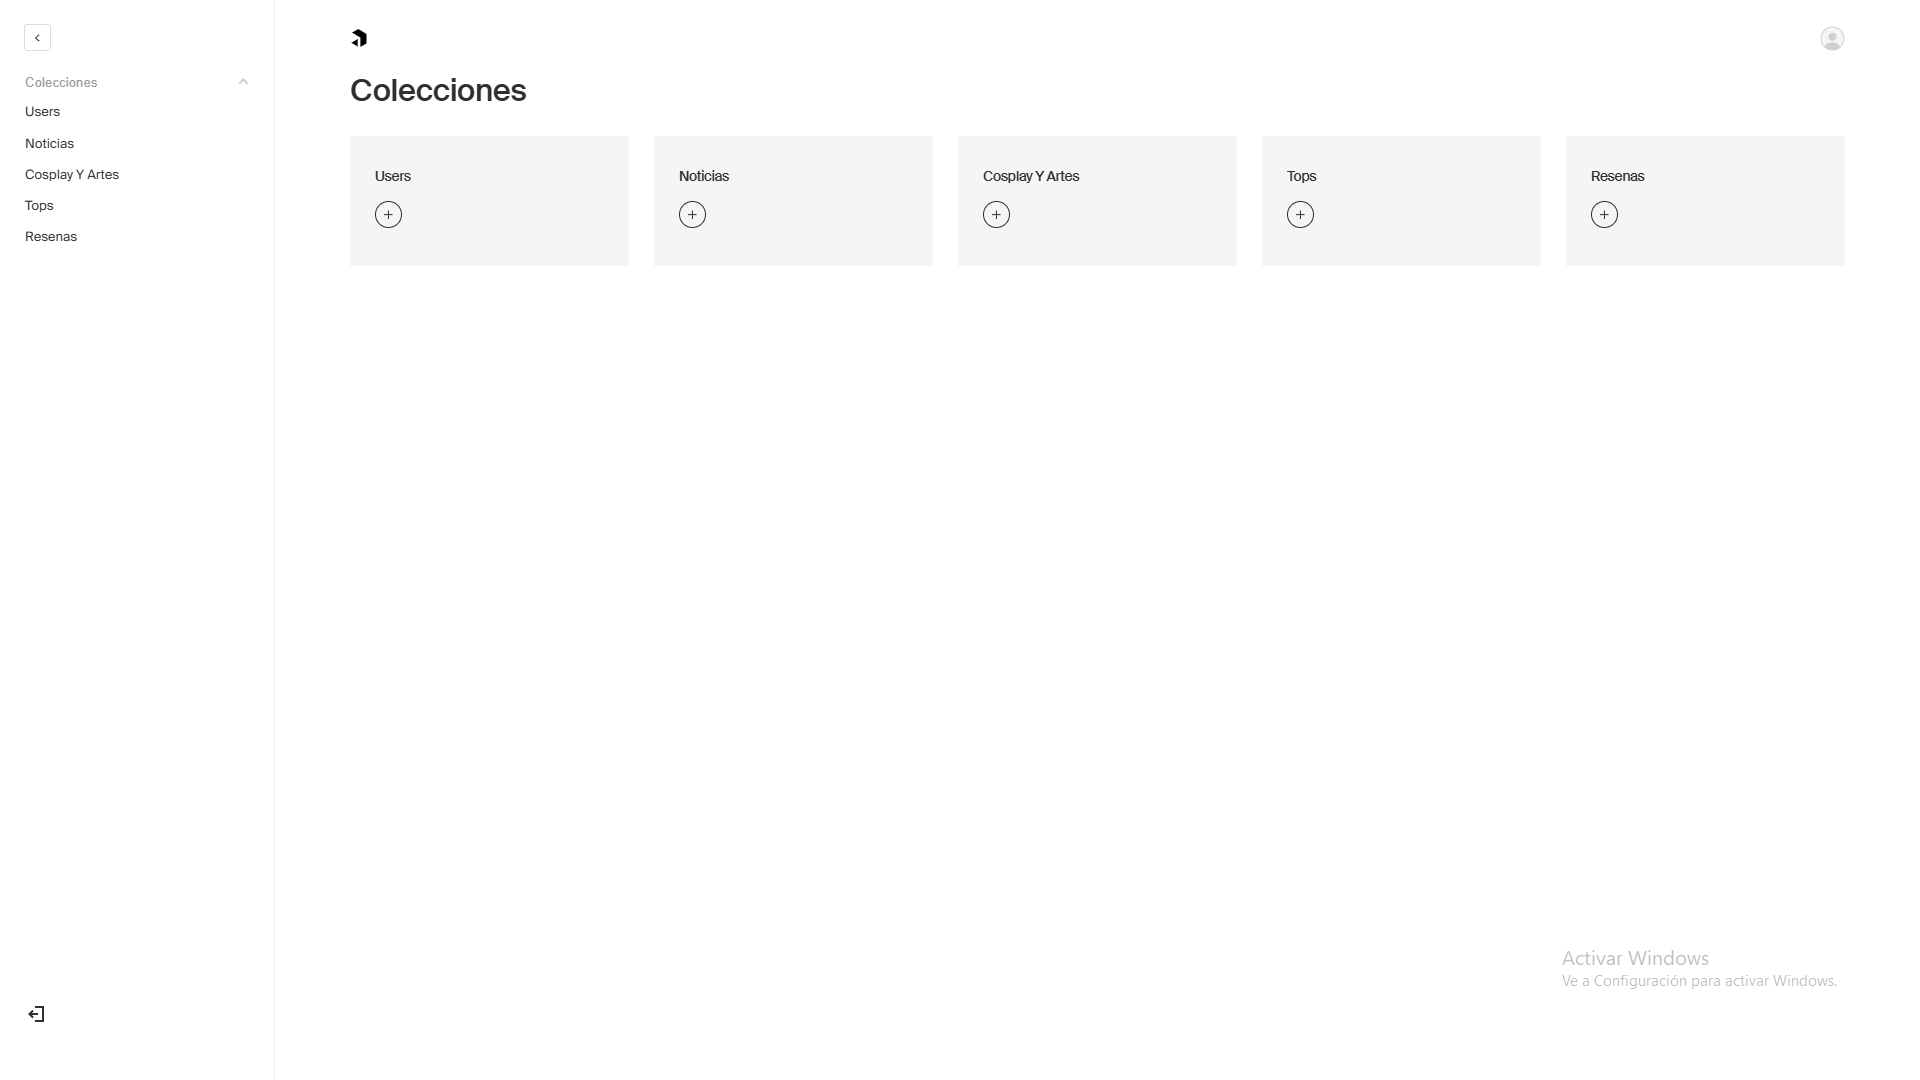 Colecciones
Users
Noticias
Cosplay Y Artes
Tops
Resenas
Colecciones
Users
Noticias
Cosplay Y Artes
Tops
Resenas
Activar Windows
Ve a Configuración para activar Windows.